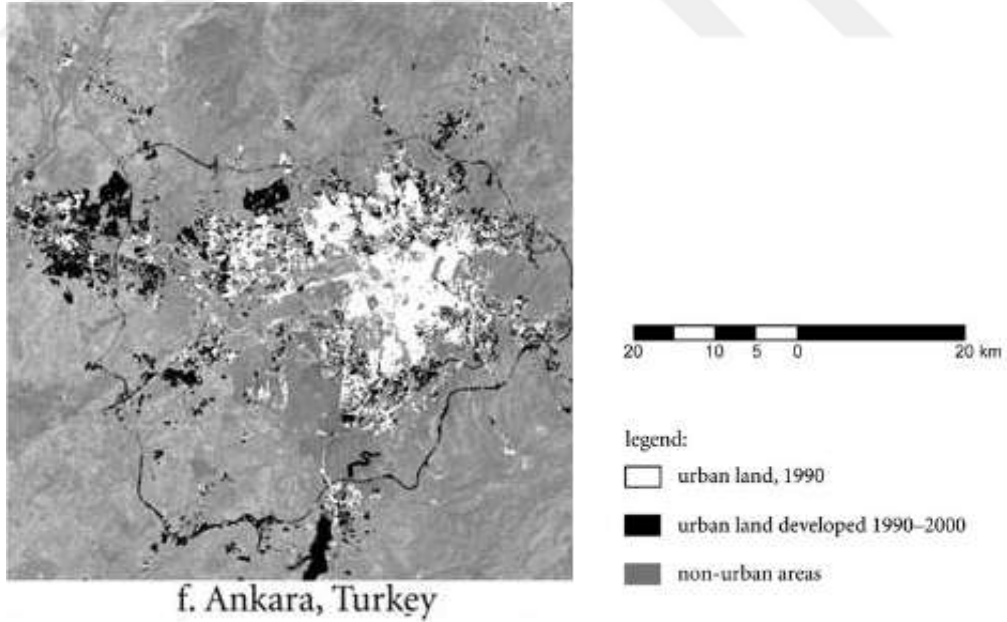 20 10 5 0 20 km
legend:
urban land, 1990
urban land developed 1990–2000
non-urban areas
f. Ankara, Turkey